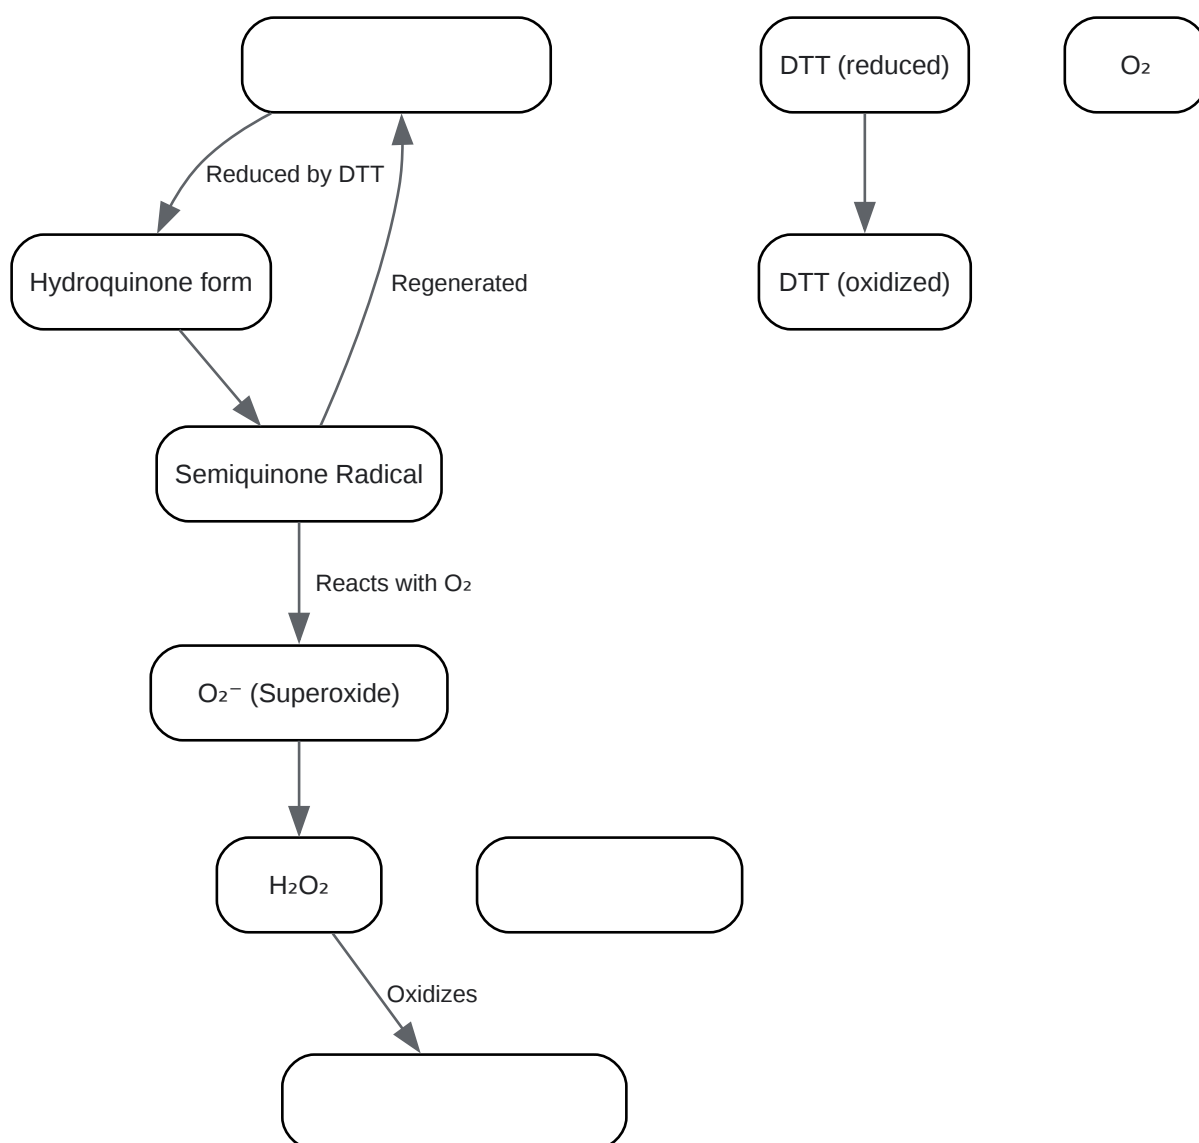 DTT (reduced)
O₂
Reduced by DTT
Hydroquinone form
Regenerated
DTT (oxidized)
Semiquinone Radical
Reacts with O₂
O₂⁻ (Superoxide)
H₂O₂
Oxidizes